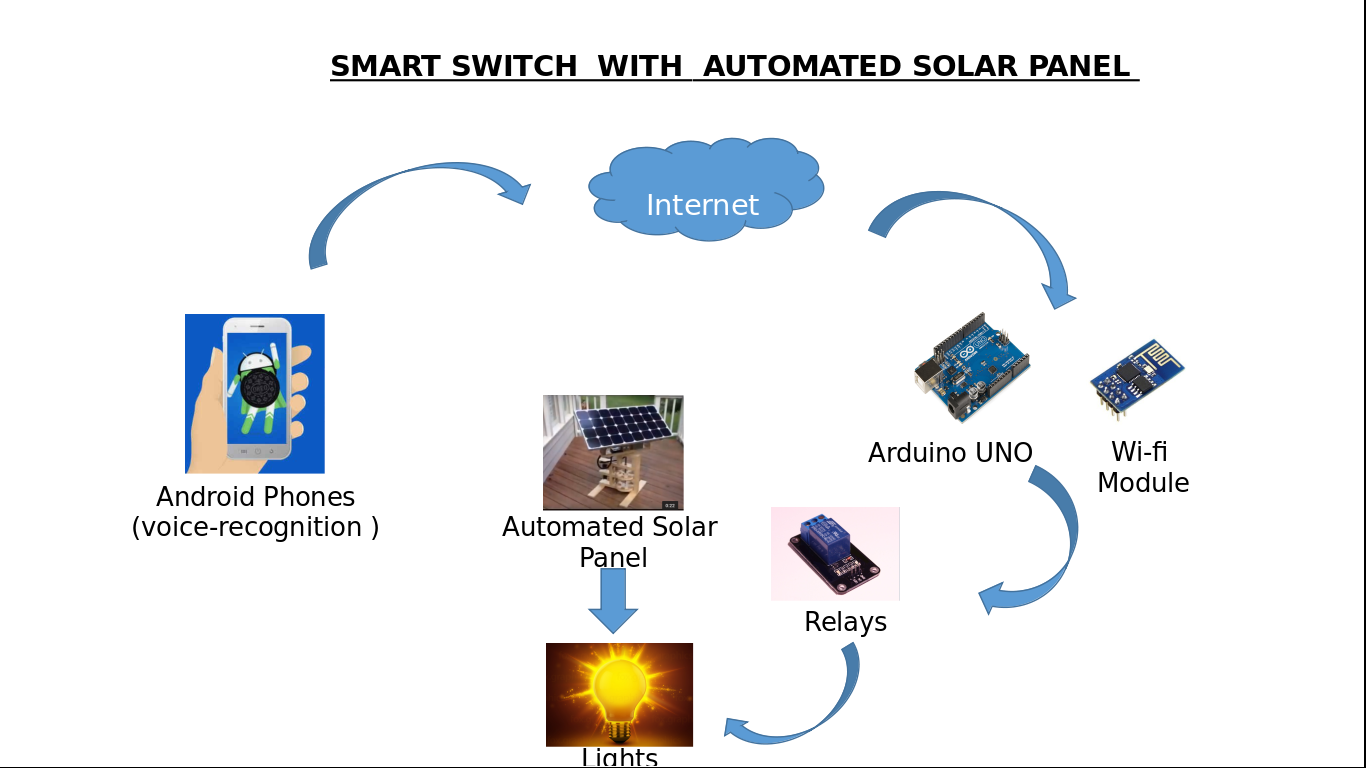 SMART SWITCH  WITH  AUTOMATED SOLAR PANEL
Internet
Android Phones
(voice-recognition )
Automated Solar
Panel
Arduino UNO
Wi-fi
Module
Relays
Lights